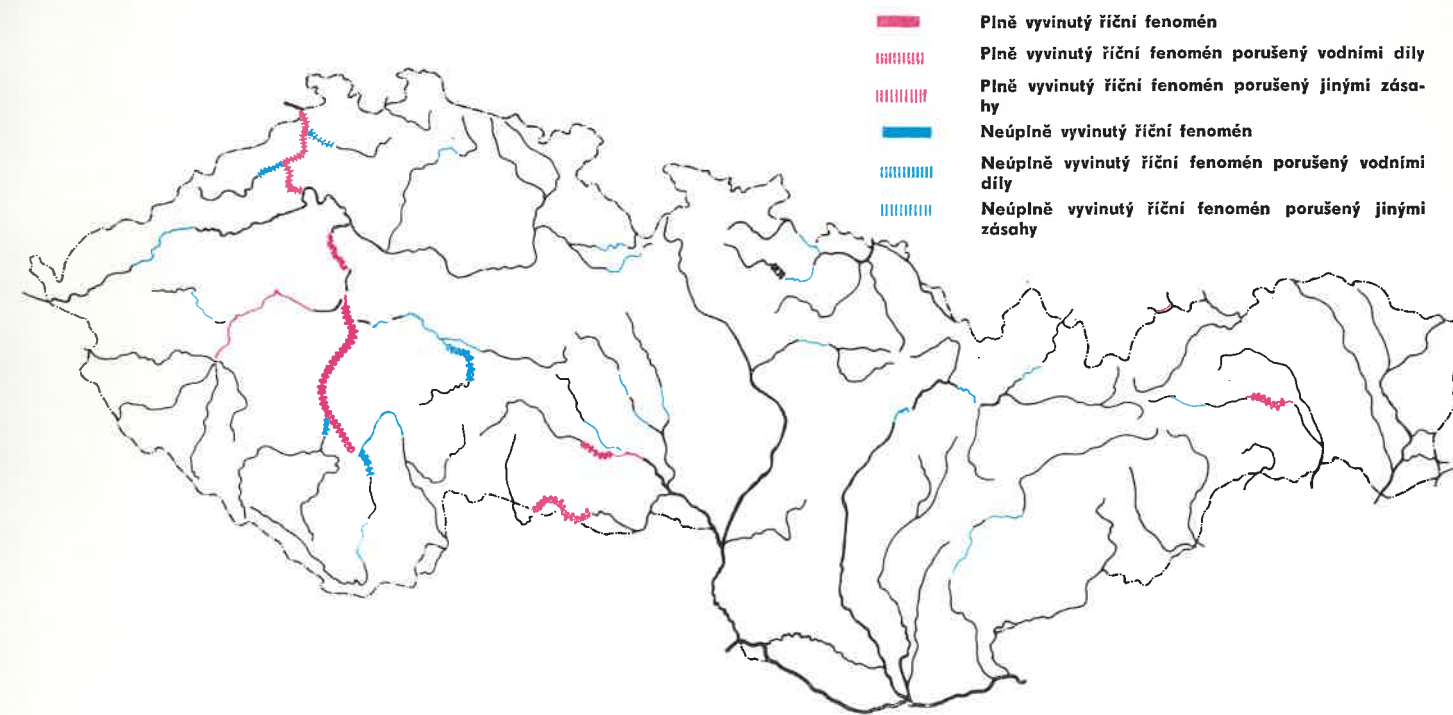 Plně vyvinutý říční fenomén
Plně vyvinutý říční fenomén porušený vodními díly
Plně vyvinutý říční fenomén porušený jinými zása-
hy
Neúplně vyvinutý říční fenomén
Neúplně vyvinutý říční fenomén porušený vodními
díly
Neúplně vyvinutý říční fenomén porušený jinými
zásahy